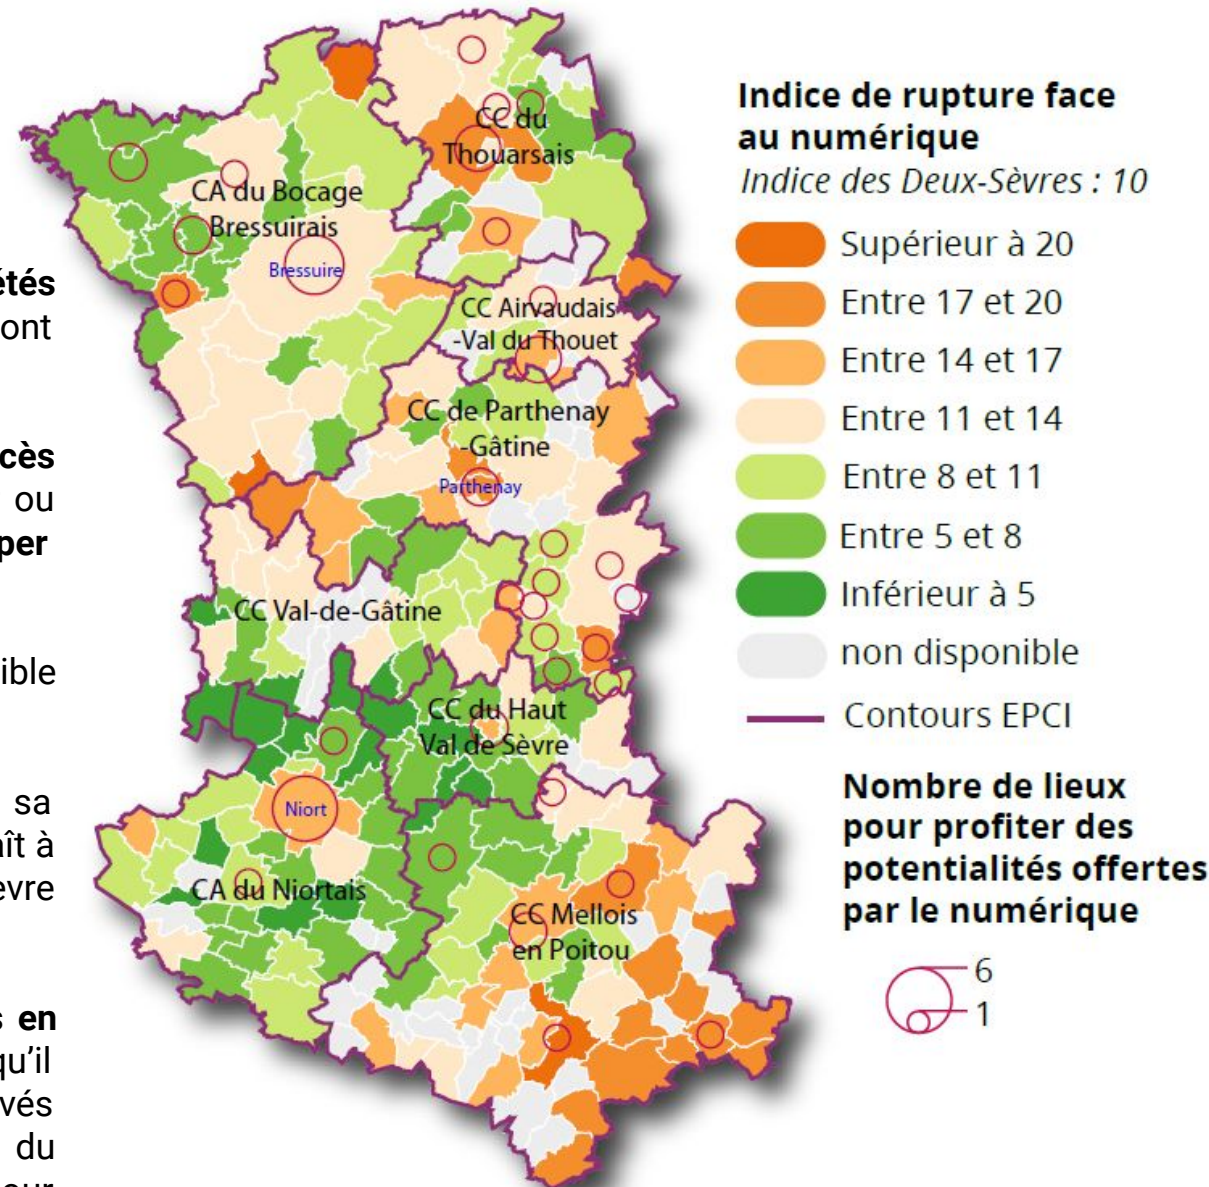 étés
ont
cès
ou
per
ible
sa
aît à
evre
s en
qu'il
vés
du
CC du
Thouarsais
CA du Bocage
Bressuirais
Bressuire
CC Airvaudais
-Val du Thouet
CC de Parthenay
-Gâtine
Parthenay
CC Val-de-Gâtine
CC du Haut
Val de Sèvre
Niort
CA du Niortais
CC Mellois
en Poitou
Indice de rupture face
au numérique
Indice des Deux-Sèvres : 10
Supérieur à 20
Entre 17 et 20
Entre 14 et 17
Entre 11 et 14
Entre 8 et 11
Entre 5 et 8
Inférieur à 5
non disponible
Contours EPCI
Nombre de lieux
pour profiter des
potentialités offertes
par le numérique
6
1